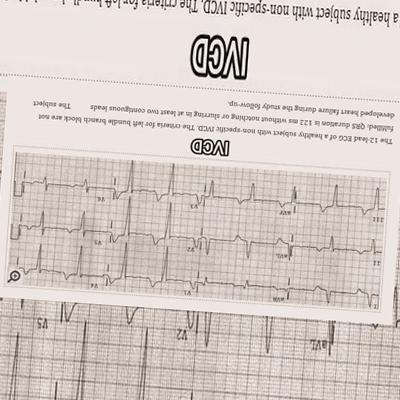 aVL V2 V5
I aVR V1 V4
II aVL V2 V5
III aVF V3 V6
IVCD
The 12-lead ECG of a healthy subject with non-specific IVCD. The criteria for left bundle branch block are not
fulfilled: QRS duration is 122 ms without notching or slurring in at least two contiguous leads The subject
developed heart failure during the study follow-up.
IVCD
a healthy subject with non-specific IVCD. The criteria for left